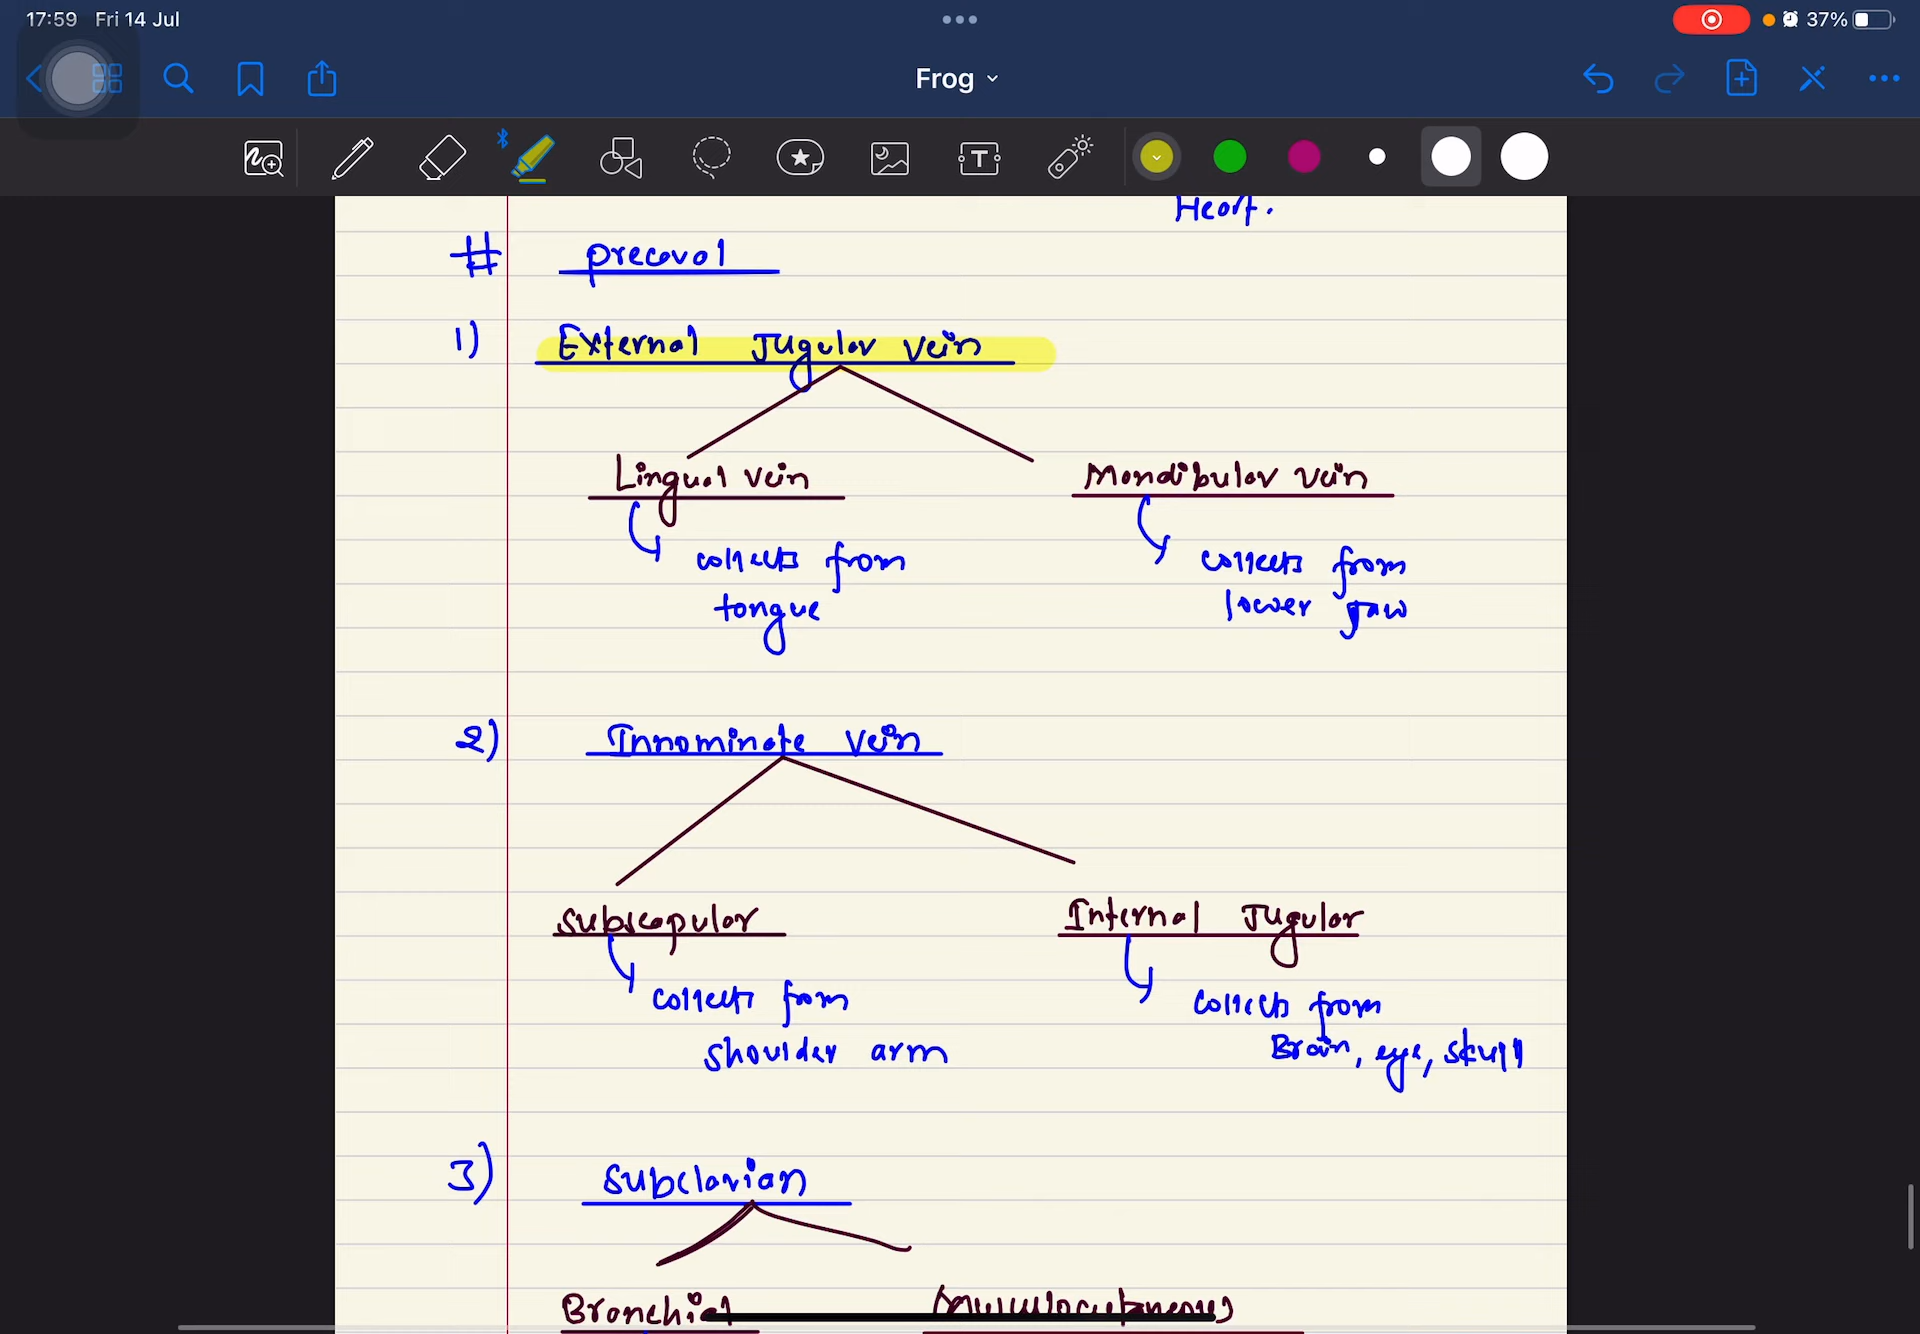 17:59 Fri 14 Jul
37%
Frog
Heart.
# precaval
1) External Jugular vein
Lingual vein Mandibular vein
collects from collects from
tongue lower jaw
2) Innominate vein
Subscapular Internal Jugular
collects from collects from
shoulder arm Brain, eye, skull
3) Subclavian
Branchial Musculocutaneous